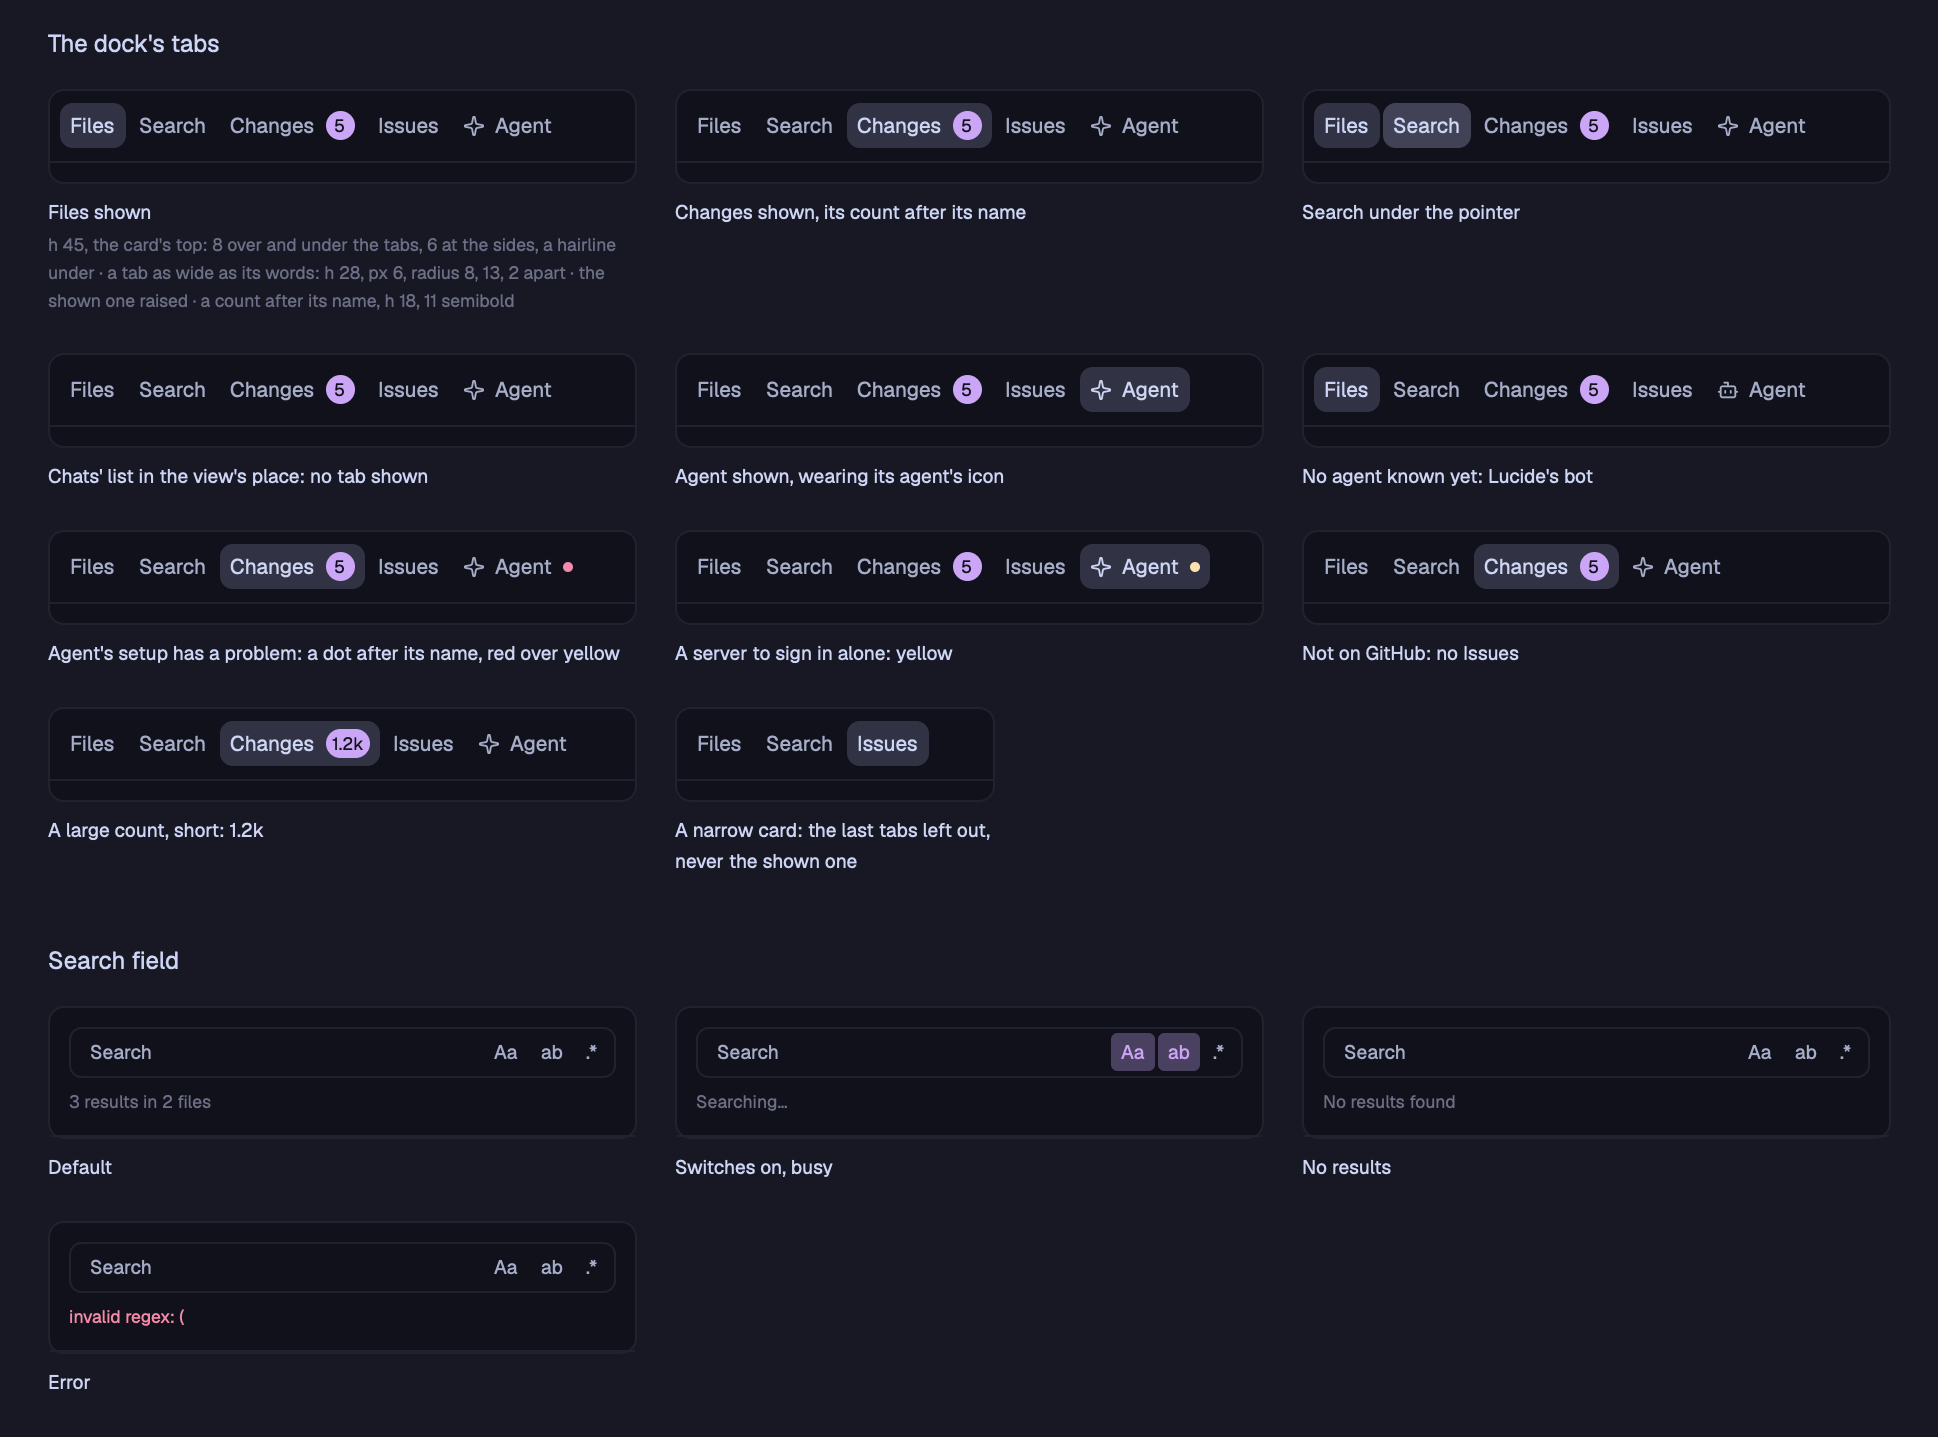 The dock's tabs
Files Search Changes 5 Issues Agent
Files Search Changes 5 Issues Agent
Files Search Changes 5 Issues Agent
Files shown
h 45, the card's top: 8 over and under the tabs, 6 at the sides, a hairline
under · a tab as wide as its words: h 28, px 6, radius 8, 13, 2 apart · the
shown one raised · a count after its name, h 18, 11 semibold
Changes shown, its count after its name
Search under the pointer
Files Search Changes 5 Issues Agent
Files Search Changes 5 Issues Agent
Files Search Changes 5 Issues Agent
Chats' list in the view's place: no tab shown
Agent shown, wearing its agent's icon
No agent known yet: Lucide's bot
Files Search Changes 5 Issues Agent
Files Search Changes 5 Issues Agent
Files Search Changes 5 Agent
Agent's setup has a problem: a dot after its name, red over yellow
A server to sign in alone: yellow
Not on GitHub: no Issues
Files Search Changes 1.2k Issues Agent
Files Search Issues
A large count, short: 1.2k
A narrow card: the last tabs left out,
never the shown one
Search field
Search Aa ab .*
Search Aa ab .*
Search Aa ab .*
3 results in 2 files
Searching...
No results found
Default
Switches on, busy
No results
Search Aa ab .*
invalid regex: (
Error